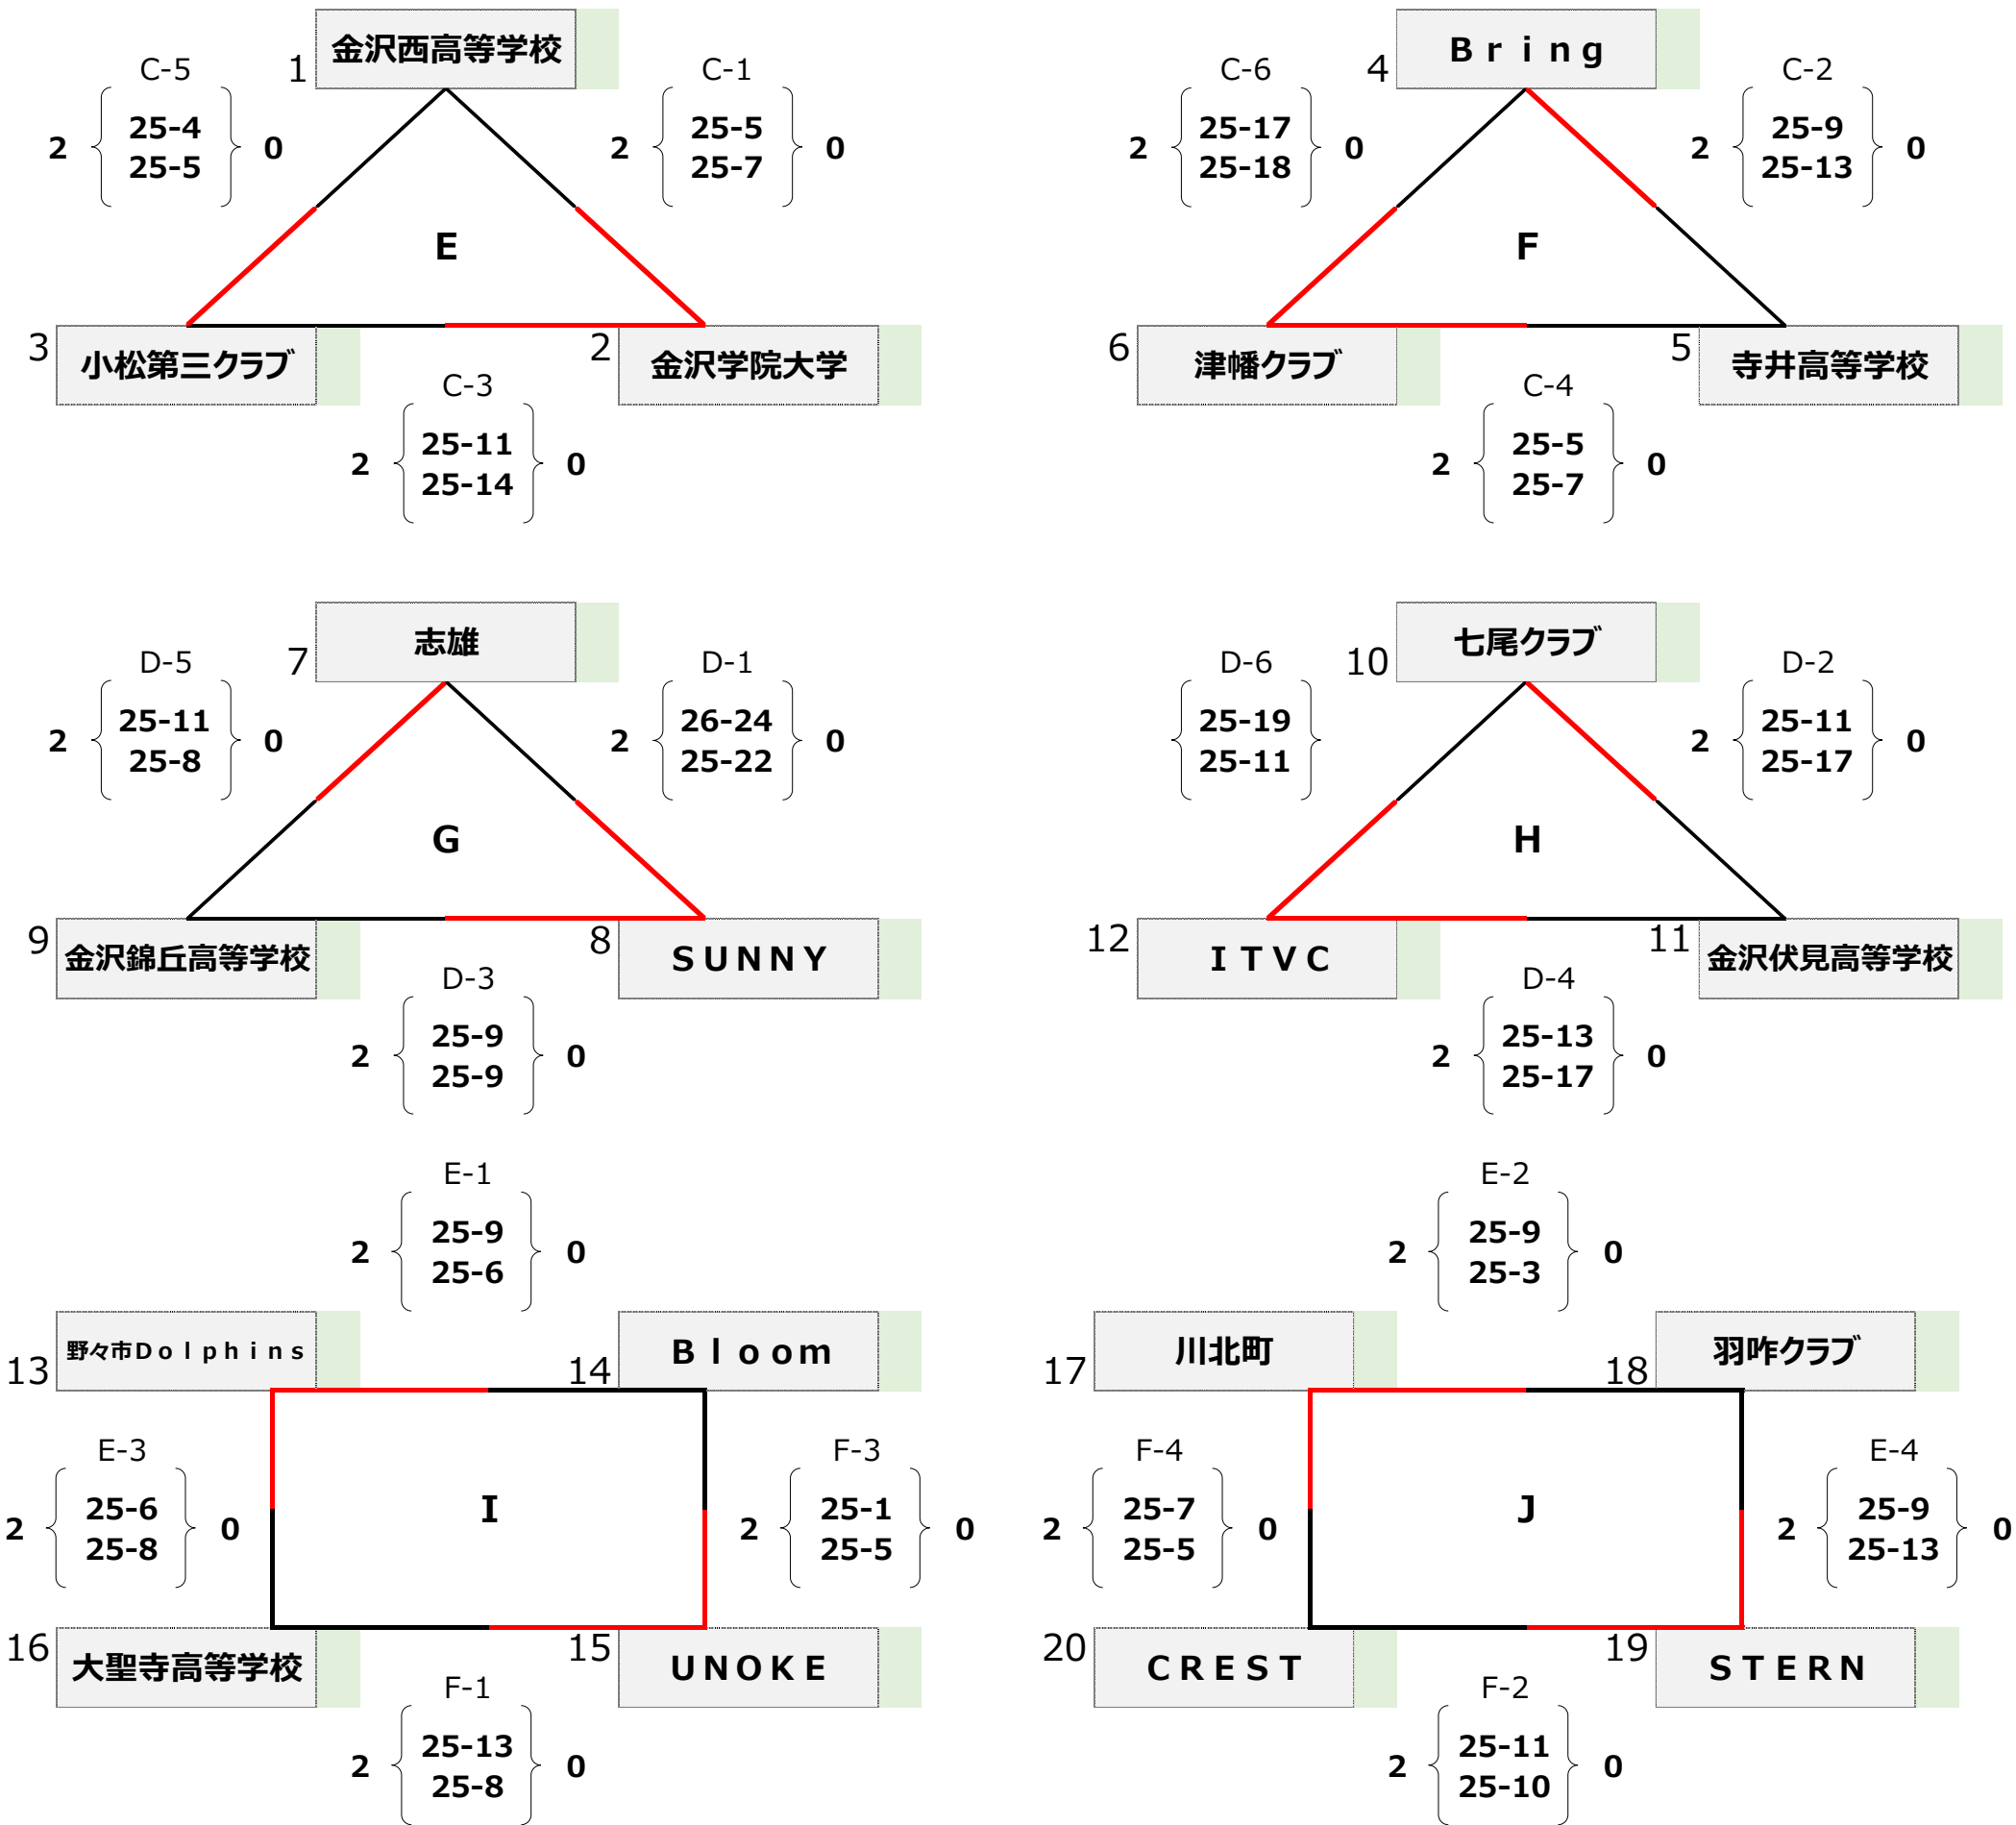 金沢西高等学校
1
C-5
2 25-4 0
25-5
C-1
2 25-5 0
25-7
E
3 小松第三クラブ
2 金沢学院大学
C-3
2 25-11 0
25-14
Ｂｒｉｎｇ
4
C-6
2 25-17 0
25-18
C-2
2 25-9 0
25-13
F
6 津幡クラブ
5 寺井高等学校
C-4
2 25-5 0
25-7
志雄
7
D-5
2 25-11 0
25-8
D-1
2 26-24 0
25-22
G
9 金沢錦丘高等学校
8 ＳＵＮＮＹ
D-3
2 25-9 0
25-9
七尾クラブ
10
D-6
25-19
25-11
D-2
2 25-11 0
25-17
H
12 ＩＴＶＣ
11 金沢伏見高等学校
D-4
2 25-13 0
25-17
E-1
2 25-9 0
25-6
13 野々市Ｄｏｌｐｈｉｎｓ
14 Ｂｌｏｏｍ
E-3
2 25-6 0
25-8
I
F-3
2 25-1 0
25-5
16 大聖寺高等学校
15 ＵＮＯＫＥ
F-1
2 25-13 0
25-8
E-2
2 25-9 0
25-3
17 川北町
18 羽咋クラブ
F-4
2 25-7 0
25-5
J
E-4
2 25-9 0
25-13
20 ＣＲＥＳＴ
19 ＳＴＥＲＮ
F-2
2 25-11 0
25-10